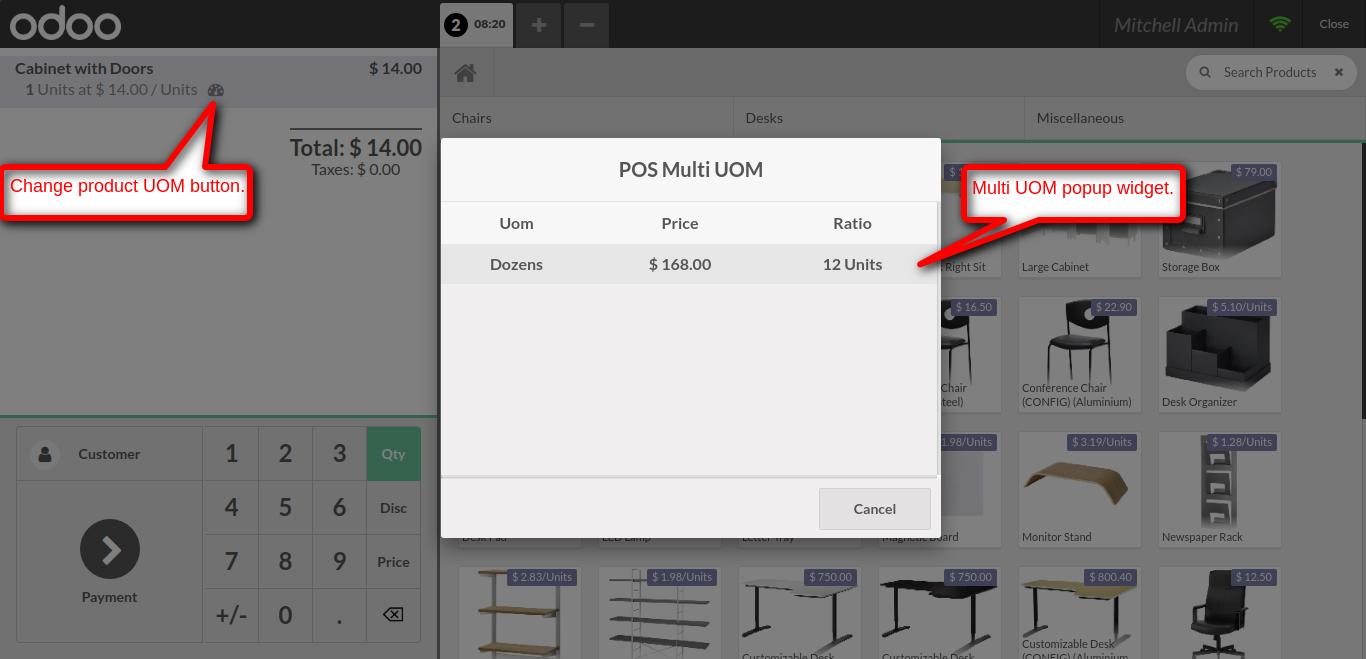 odoo
2 08:20
+
−
Mitchell Admin
Close
Cabinet with Doors
$ 14.00
1 Units at $ 14.00 / Units
Total: $ 14.00
Taxes: $ 0.00
Change product UOM button.
Search Products ×
Chairs
Desks
Miscellaneous
POS Multi UOM
Uom
Price
Ratio
Dozens
$ 168.00
12 Units
Cancel
Multi UOM popup widget.
$ 79.00
Right Sit
Large Cabinet
Storage Box
$ 16.50
$ 22.90
$ 5.10/Units
Chair
Conference Chair
(CONFIG) (Aluminium)
Desk Organizer
1.98/Units
$ 3.19/Units
$ 1.28/Units
Desk Pad
LED Lamp
Letter Tray
Magnetic Board
Monitor Stand
Newspaper Rack
$ 2.83/Units
$ 1.98/Units
$ 750.00
$ 750.00
$ 800.40
$ 12.50
Customizable Desk
Customizable Desk
Customizable Desk
(CONFIG) (Aluminium
Customer
1
2
3
Qty
4
5
6
Disc
7
8
9
Price
+/-
0
.
Payment